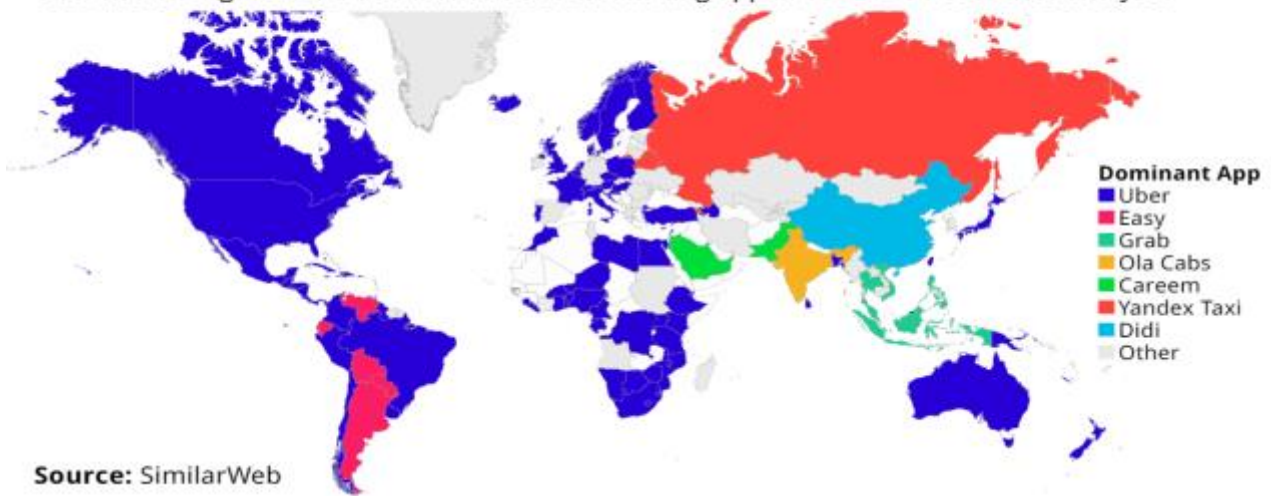 Dominant App
Uber
Easy
Grab
Ola Cabs
Careem
Yandex Taxi
Didi
Other
Source: SimilarWeb